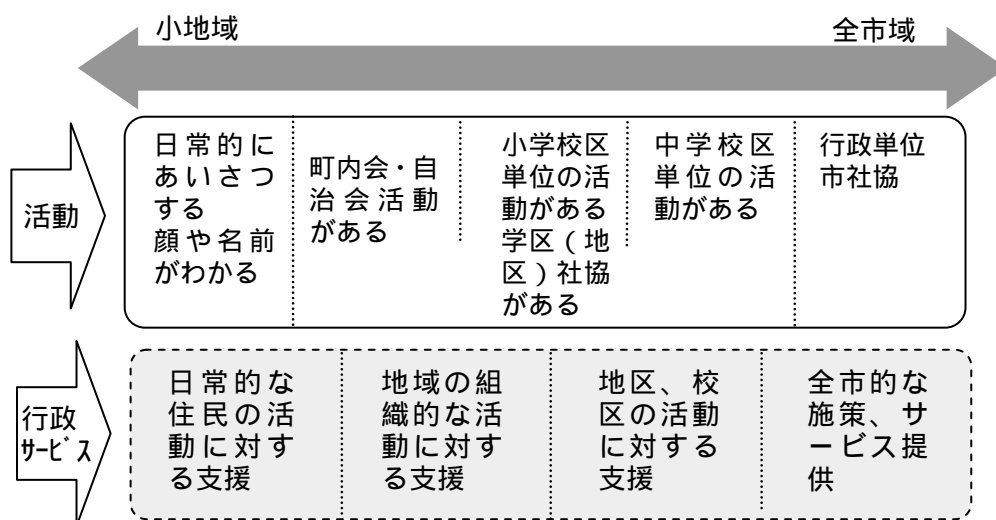 小地域
全市域
活動
日常的に
あいさつ
する
顔や名前
がわかる
町内会・自
治会活動
がある
小学校区
単位の活
動がある
学区（地
区）社協
がある
中学校区
単位の活
動がある
行政単位
市社協
行政
サービス
日常的な
住民の活
動に対す
る支援
地域の組
織的な活
動に対す
る支援
地区、校
区の活動
に対する
支援
全市的な
施策、サ
ービス提
供